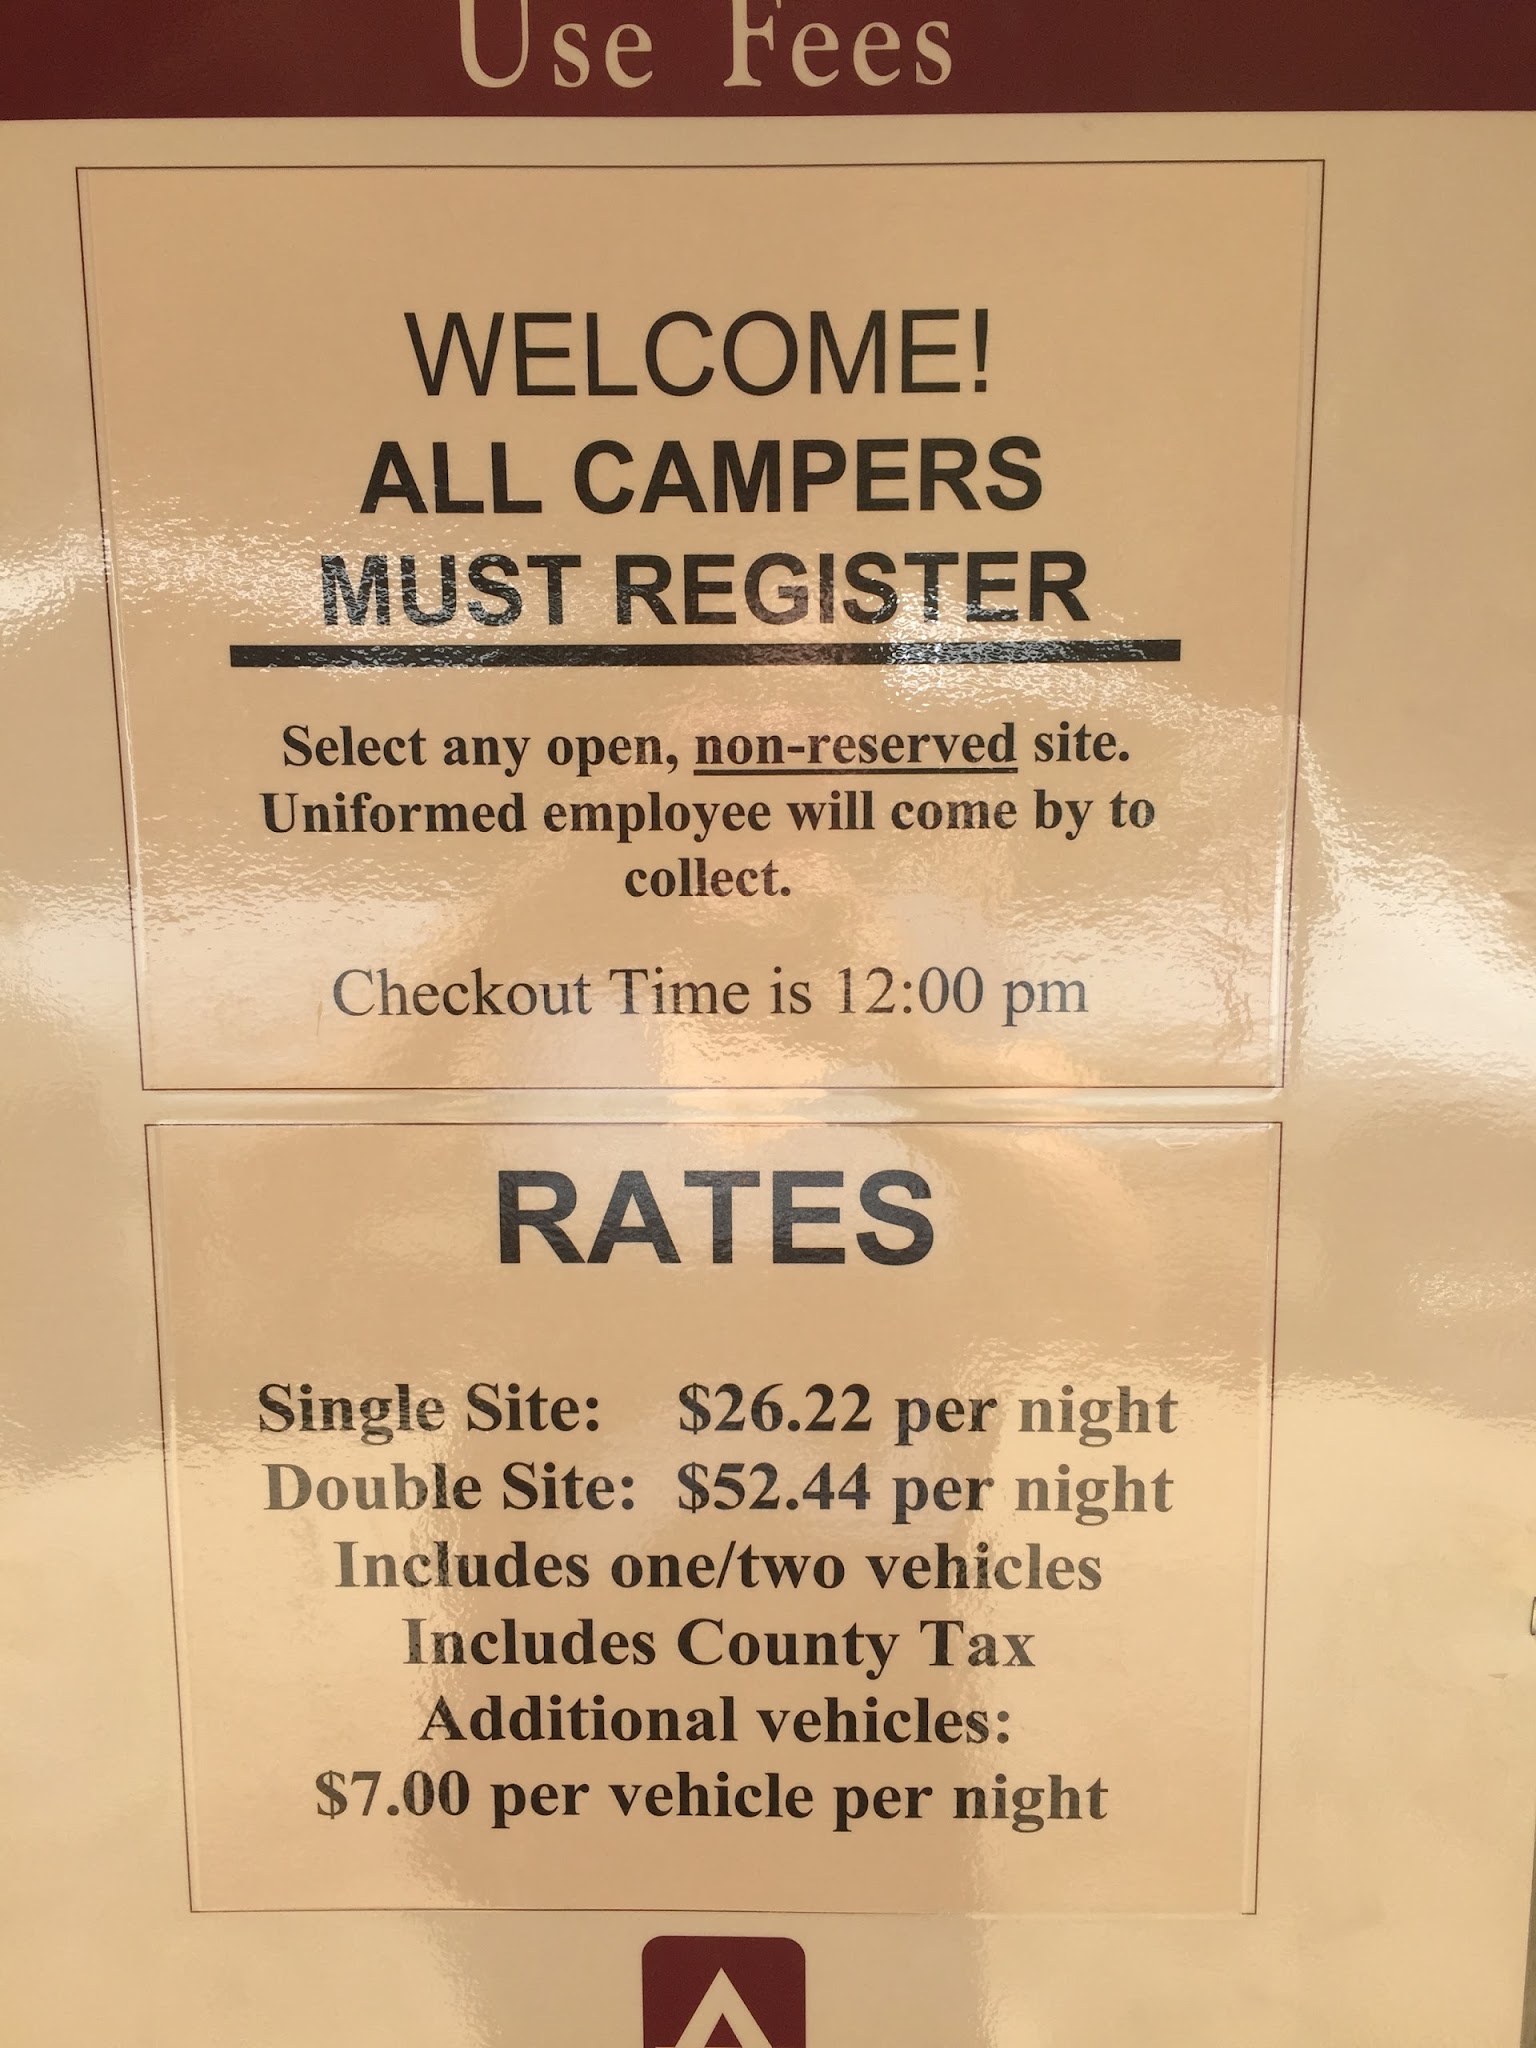 Use Fees
WELCOME!
ALL CAMPERS
MUST REGISTER
Select any open, non-reserved site.
Uniformed employee will come by to
collect.
Checkout Time is 12:00 pm
RATES
Single Site: $26.22 per night
Double Site: $52.44 per night
Includes one/two vehicles
Includes County Tax
Additional vehicles:
$7.00 per vehicle per night